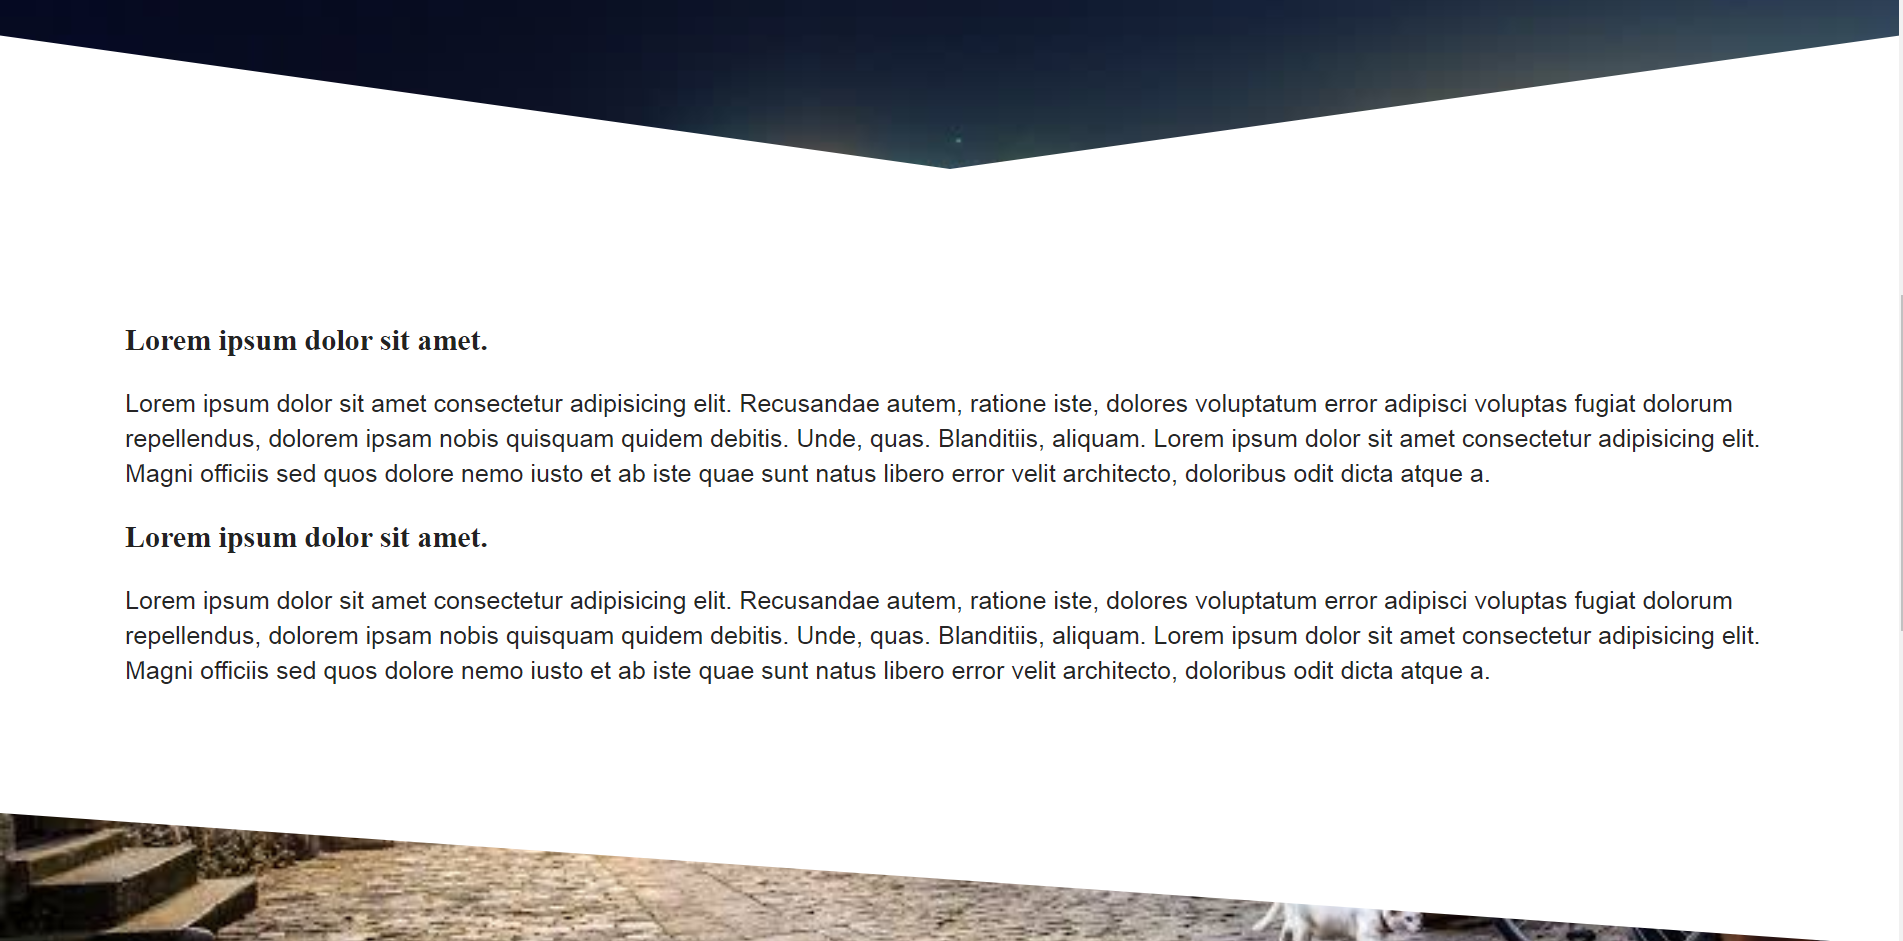 Lorem ipsum dolor sit amet.
Lorem ipsum dolor sit amet consectetur adipisicing elit. Recusandae autem, ratione iste, dolores voluptatum error adipisci voluptas fugiat dolorum
repellendus, dolorem ipsam nobis quisquam quidem debitis. Unde, quas. Blanditiis, aliquam. Lorem ipsum dolor sit amet consectetur adipisicing elit.
Magni officiis sed quos dolore nemo iusto et ab iste quae sunt natus libero error velit architecto, doloribus odit dicta atque a.
Lorem ipsum dolor sit amet.
Lorem ipsum dolor sit amet consectetur adipisicing elit. Recusandae autem, ratione iste, dolores voluptatum error adipisci voluptas fugiat dolorum
repellendus, dolorem ipsam nobis quisquam quidem debitis. Unde, quas. Blanditiis, aliquam. Lorem ipsum dolor sit amet consectetur adipisicing elit.
Magni officiis sed quos dolore nemo iusto et ab iste quae sunt natus libero error velit architecto, doloribus odit dicta atque a.